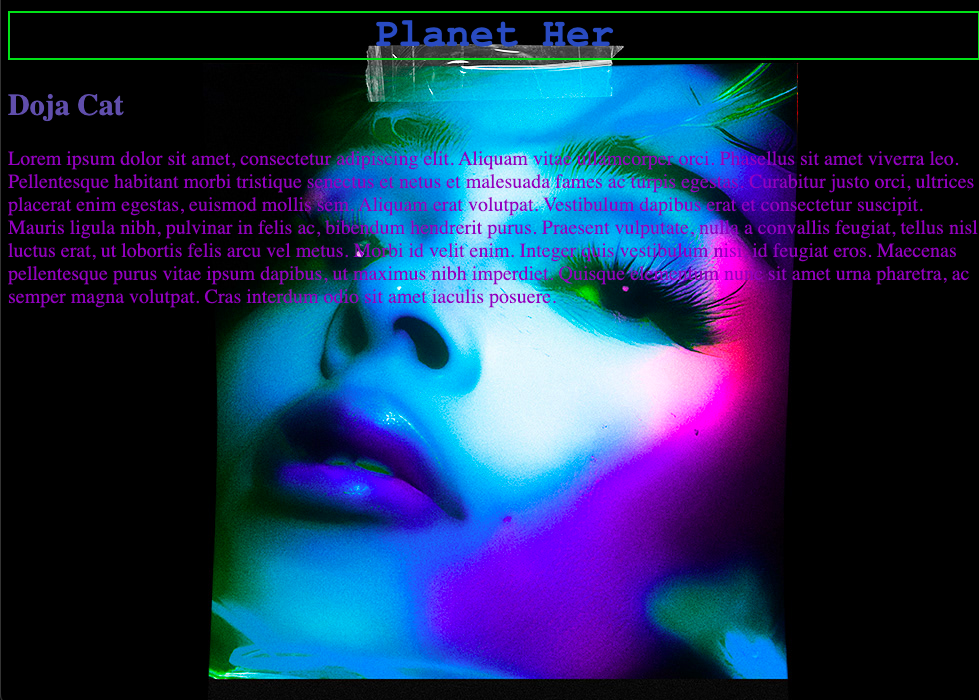 Planet Her
Doja Cat
Lorem ipsum dolor sit amet, consectetur adipiscing elit. Aliquam vitae ullamcorper orci. Phasellus sit amet viverra leo.
Pellentesque habitant morbi tristique senectus et netus et malesuada fames ac turpis egestas. Curabitur justo orci, ultrices
placerat enim egestas, euismod mollis sem. Aliquam erat volutpat. Vestibulum dapibus erat et consectetur suscipit.
Mauris ligula nibh, pulvinar in felis ac, bibendum hendrerit purus. Praesent vulputate, nulla a convallis feugiat, tellus nisl
luctus erat, ut lobortis felis arcu vel metus. Morbi id velit enim. Integer quis vestibulum nisi, id feugiat eros. Maecenas
pellentesque purus vitae ipsum dapibus, ut maximus nibh imperdiet. Quisque elementum nunc sit amet urna pharetra, ac
semper magna volutpat. Cras interdum odio sit amet iaculis posuere.